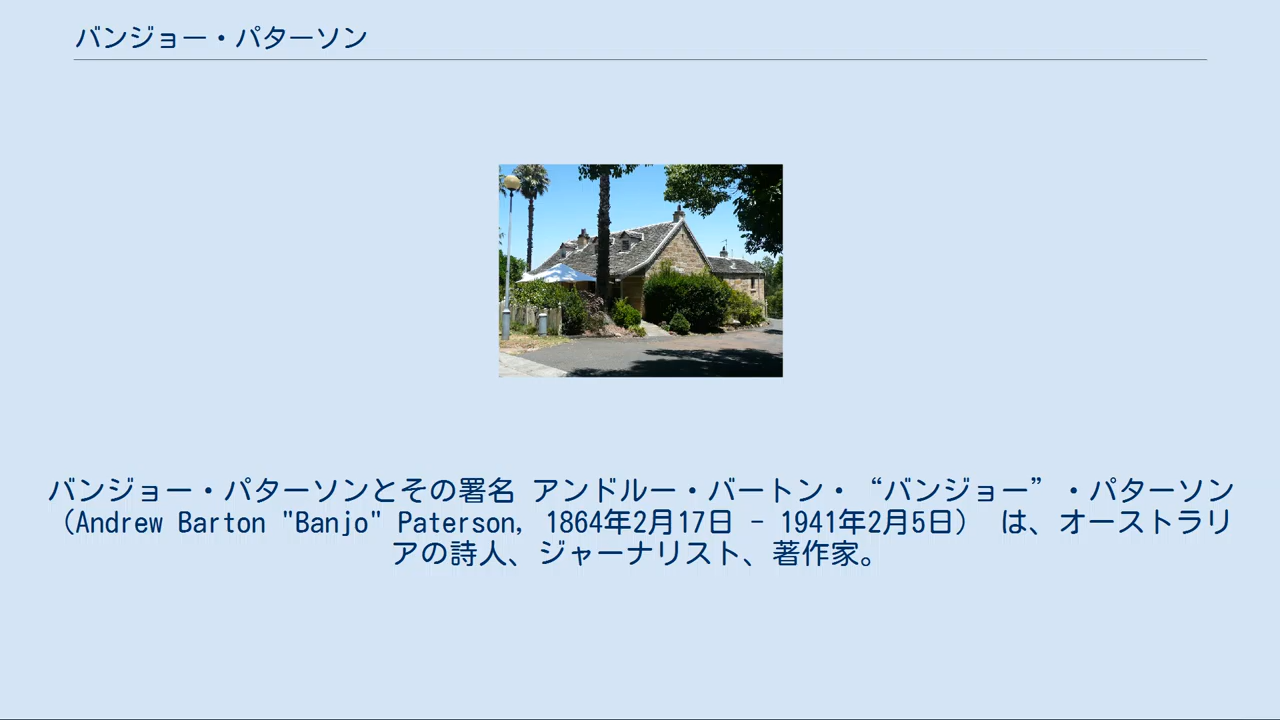 バンジョー・パターソン
バンジョー・パターソンとその署名 アンドルー・バートン・“バンジョー”・パターソン
（Andrew Barton "Banjo" Paterson, 1864年2月17日 - 1941年2月5日） は、オーストラリ
アの詩人、ジャーナリスト、著作家。